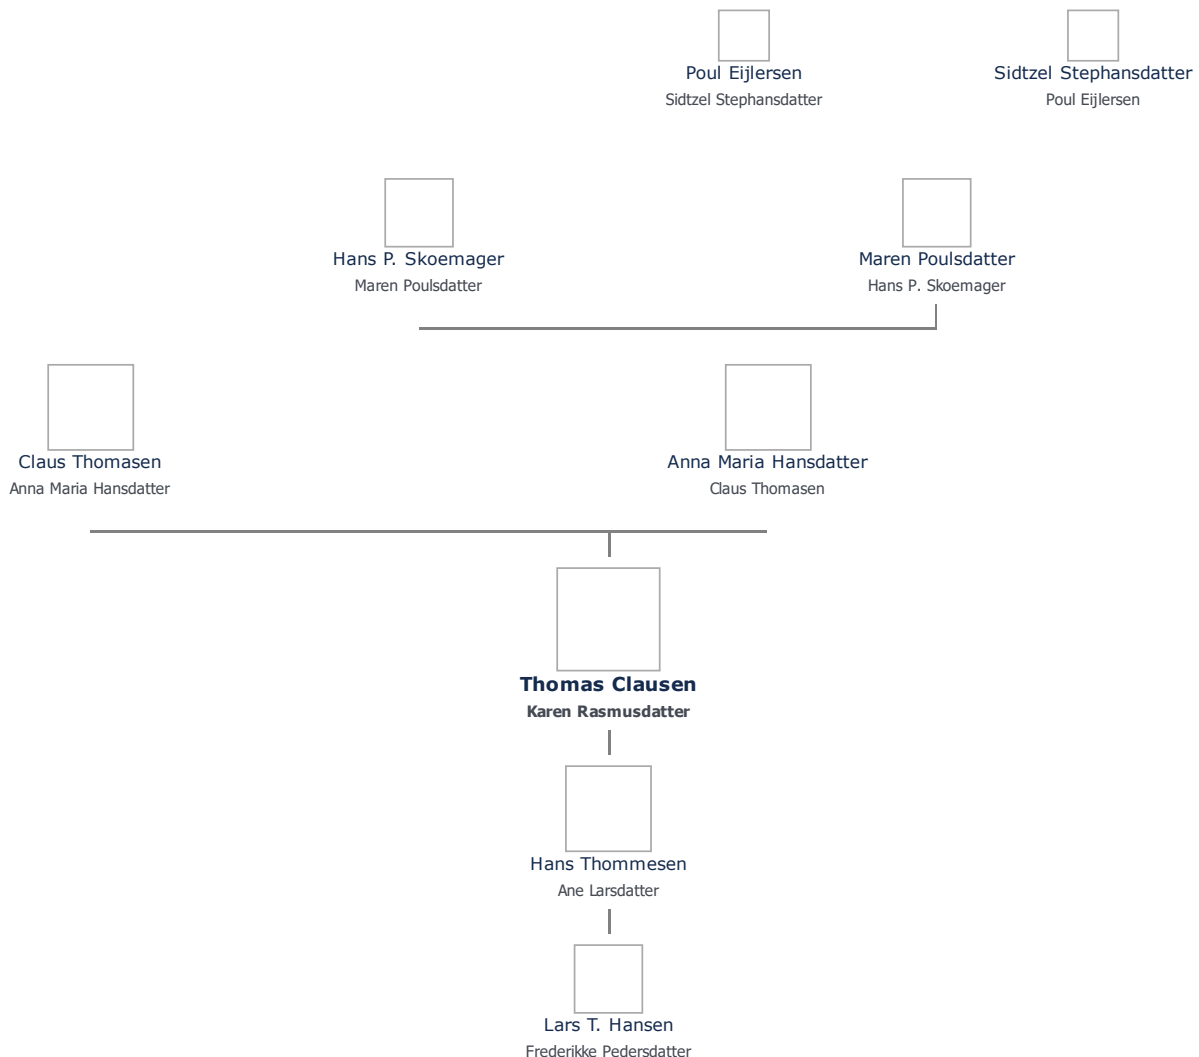 Poul Eijlersen
Sidtzel Stephansdatter
Sidtzel Stephansdatter
Poul Eijlersen
Hans P. Skoemager
Maren Poulsdatter
Maren Poulsdatter
Hans P. Skoemager
Claus Thomasen
Anna Maria Hansdatter
Anna Maria Hansdatter
Claus Thomasen
Thomas Clausen
Karen Rasmusdatter
Hans Thommesen
Ane Larsdatter
Lars T. Hansen
Frederikke Pedersdatter